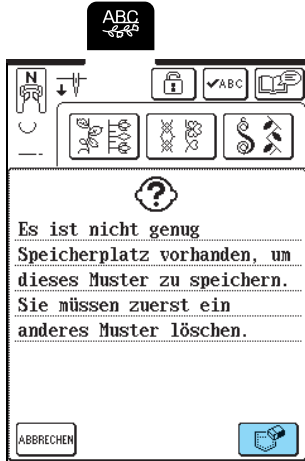 ABC
N
✔ABC
Es ist nicht genug
Speicherplatz vorhanden, um
dieses Muster zu speichern.
Sie müssen zuerst ein
anderes Muster löschen.
ABBRECHEN